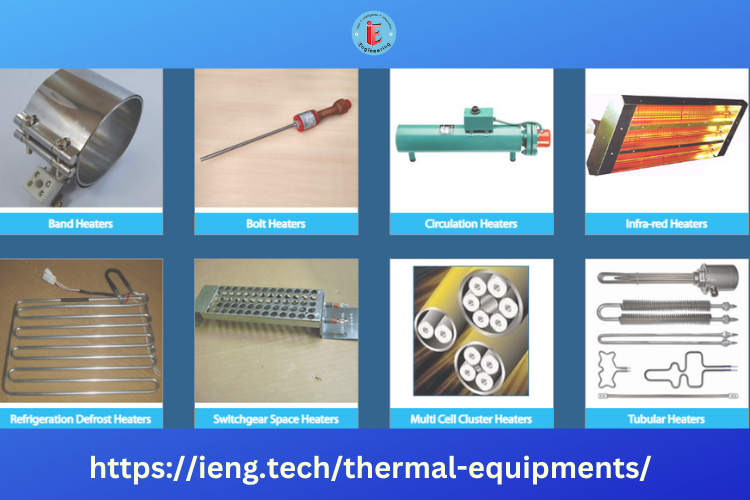 iE
Engineering
Band Heaters
Bolt Heaters
Circulation Heaters
Infra-red Heaters
Refrigeration Defrost Heaters
Switchgear Space Heaters
Multi Cell Cluster Heaters
Tubular Heaters
https://ieng.tech/thermal-equipments/